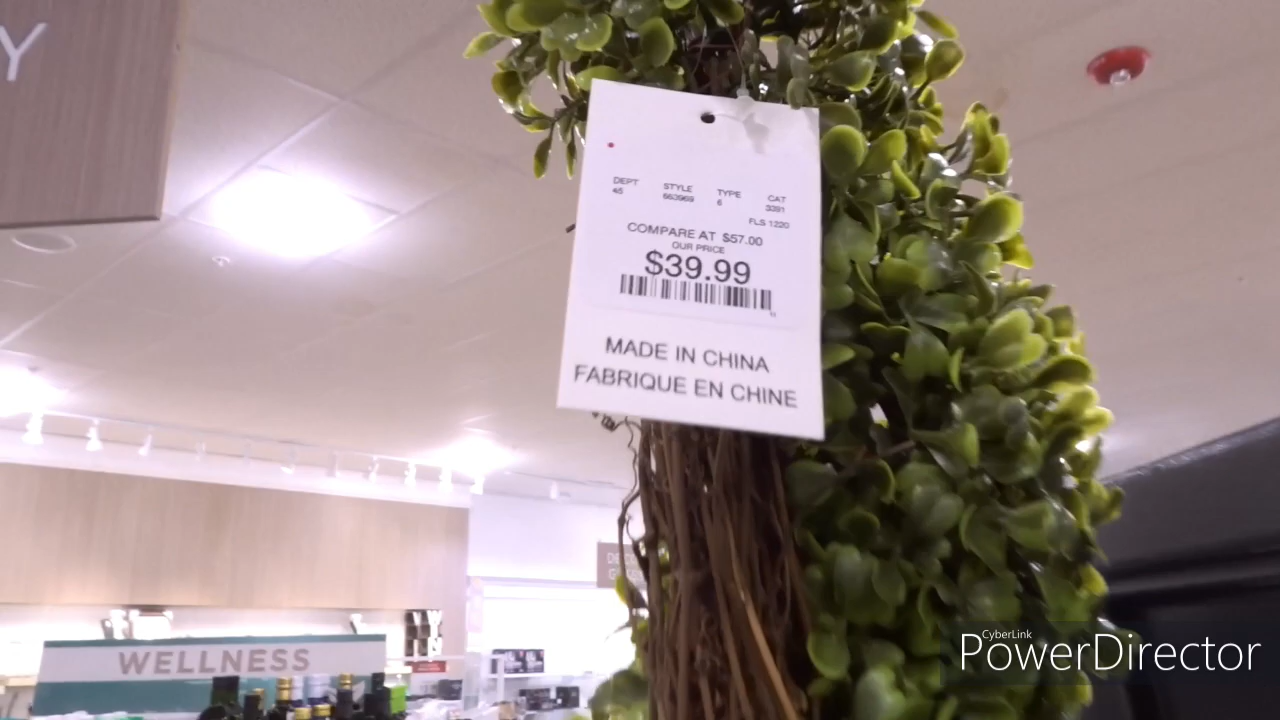 Y
DEPT STYLE TYPE CAT
45 663969 6 3391
FLS 1220
COMPARE AT $57.00
OUR PRICE
$39.99
MADE IN CHINA
FABRIQUE EN CHINE
WELLNESS
CyberLink
PowerDirector